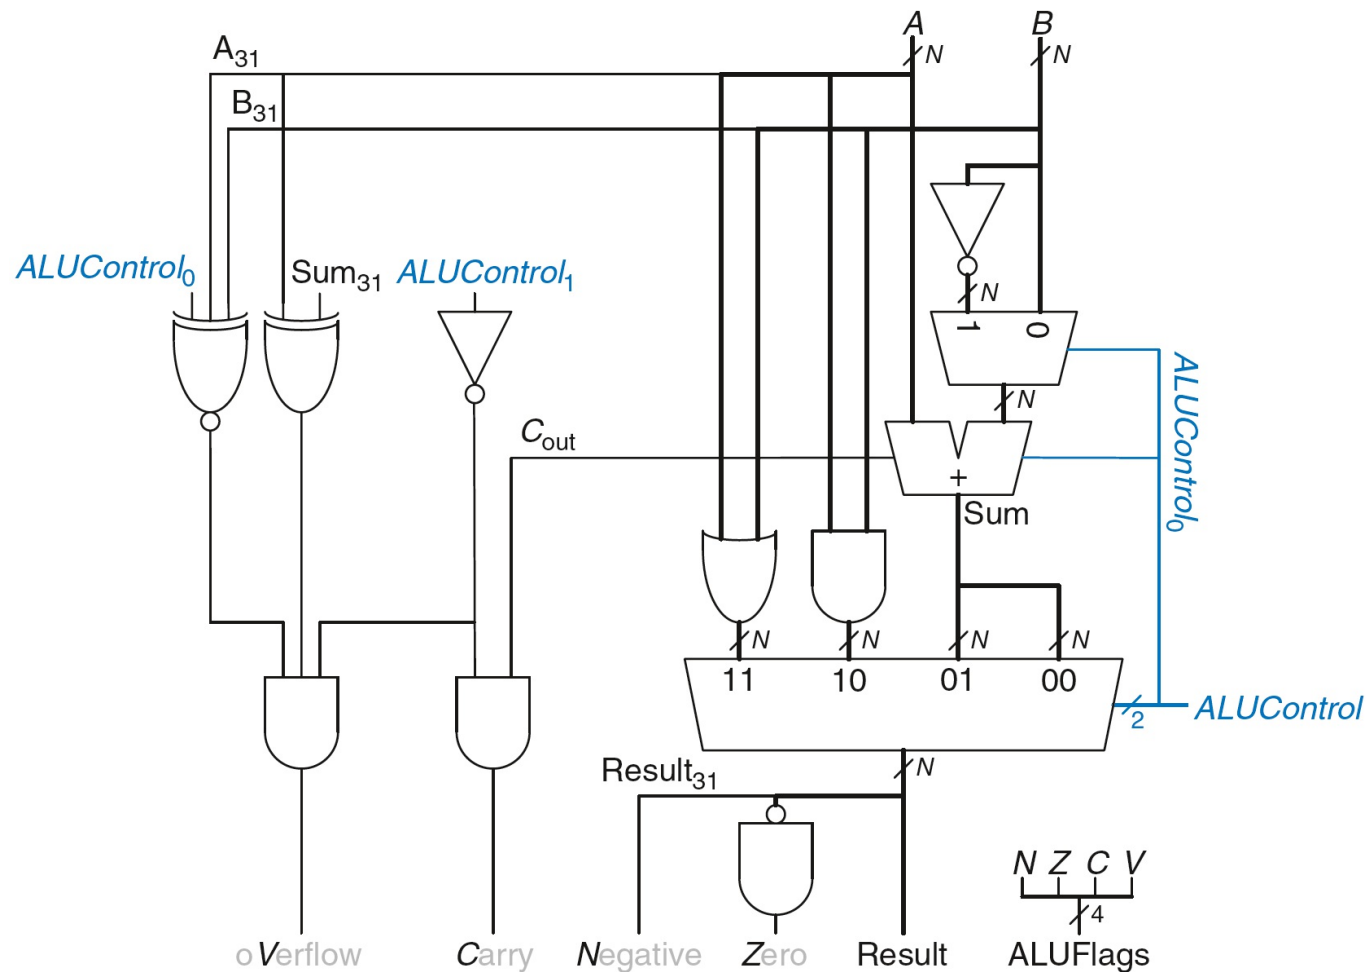 A B
A31 N N
B31
ALUControl0 Sum31 ALUControl1
N
1 0
N
ALUControl0
Cout
+
Sum
N N N N
11 10 01 00
2 ALUControl
Result31 N
N Z C V
4
oVerflow Carry Negative Zero Result ALUFlags